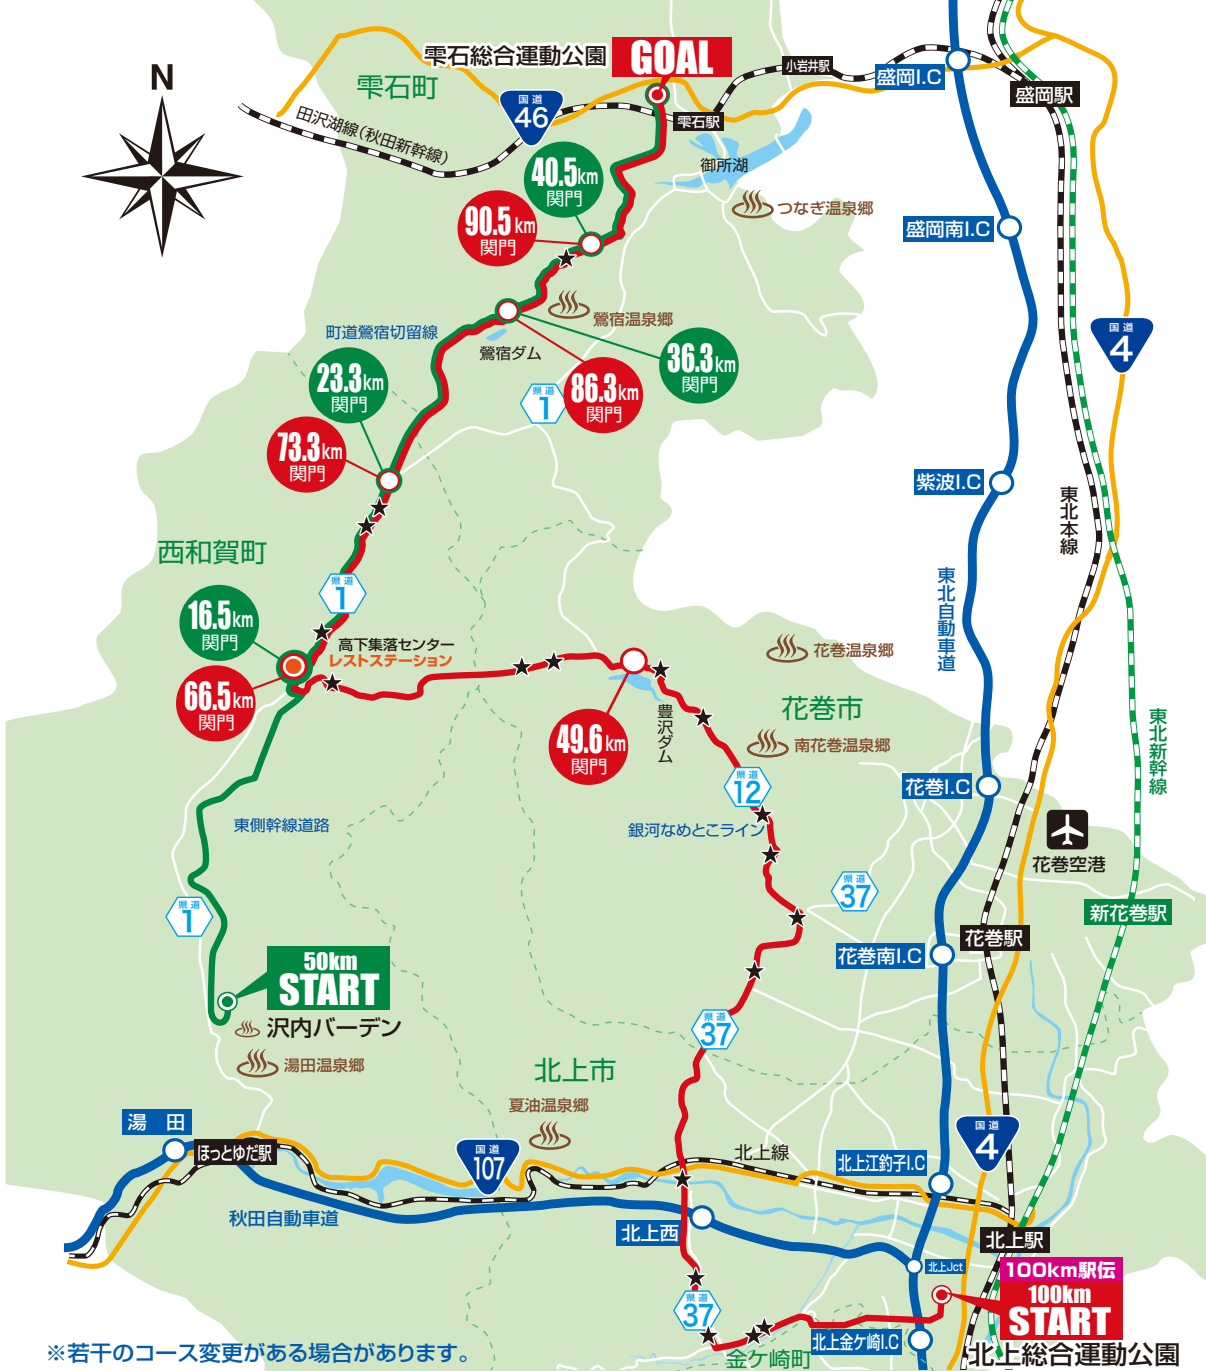 N
雫石総合運動公園
GOAL
小岩井駅
盛岡I.C
盛岡駅
雫石町
国道
46
田沢湖線(秋田新幹線)
雫石駅
御所湖
40.5km
関門
つなぎ温泉郷
90.5km
関門
盛岡南I.C
鶯宿温泉郷
町道鶯宿切留線
鶯宿ダム
国道
4
36.3km
関門
23.3km
関門
県道
1
86.3km
関門
73.3km
関門
紫波I.C
東北本線
西和賀町
県道
1
東北自動車道
16.5km
関門
高下集落センター
レストステーション
花巻温泉郷
66.5km
関門
49.6km
関門
豊沢ダム
花巻市
南花巻温泉郷
東北新幹線
県道
12
花巻I.C
東側幹線道路
銀河なめとこライン
花巻空港
県道
37
県道
1
新花巻駅
花巻駅
花巻南I.C
50km
START
沢内バーデン
県道
37
湯田温泉郷
北上市
夏油温泉郷
湯田
ほっとゆだ駅
国道
107
北上線
国道
4
北上江釣子I.C
秋田自動車道
北上西
北上駅
北上Jct
100km駅伝
100km
START
県道
37
北上金ケ崎I.C
金ケ崎町
北上総合運動公園
※若干のコース変更がある場合があります。